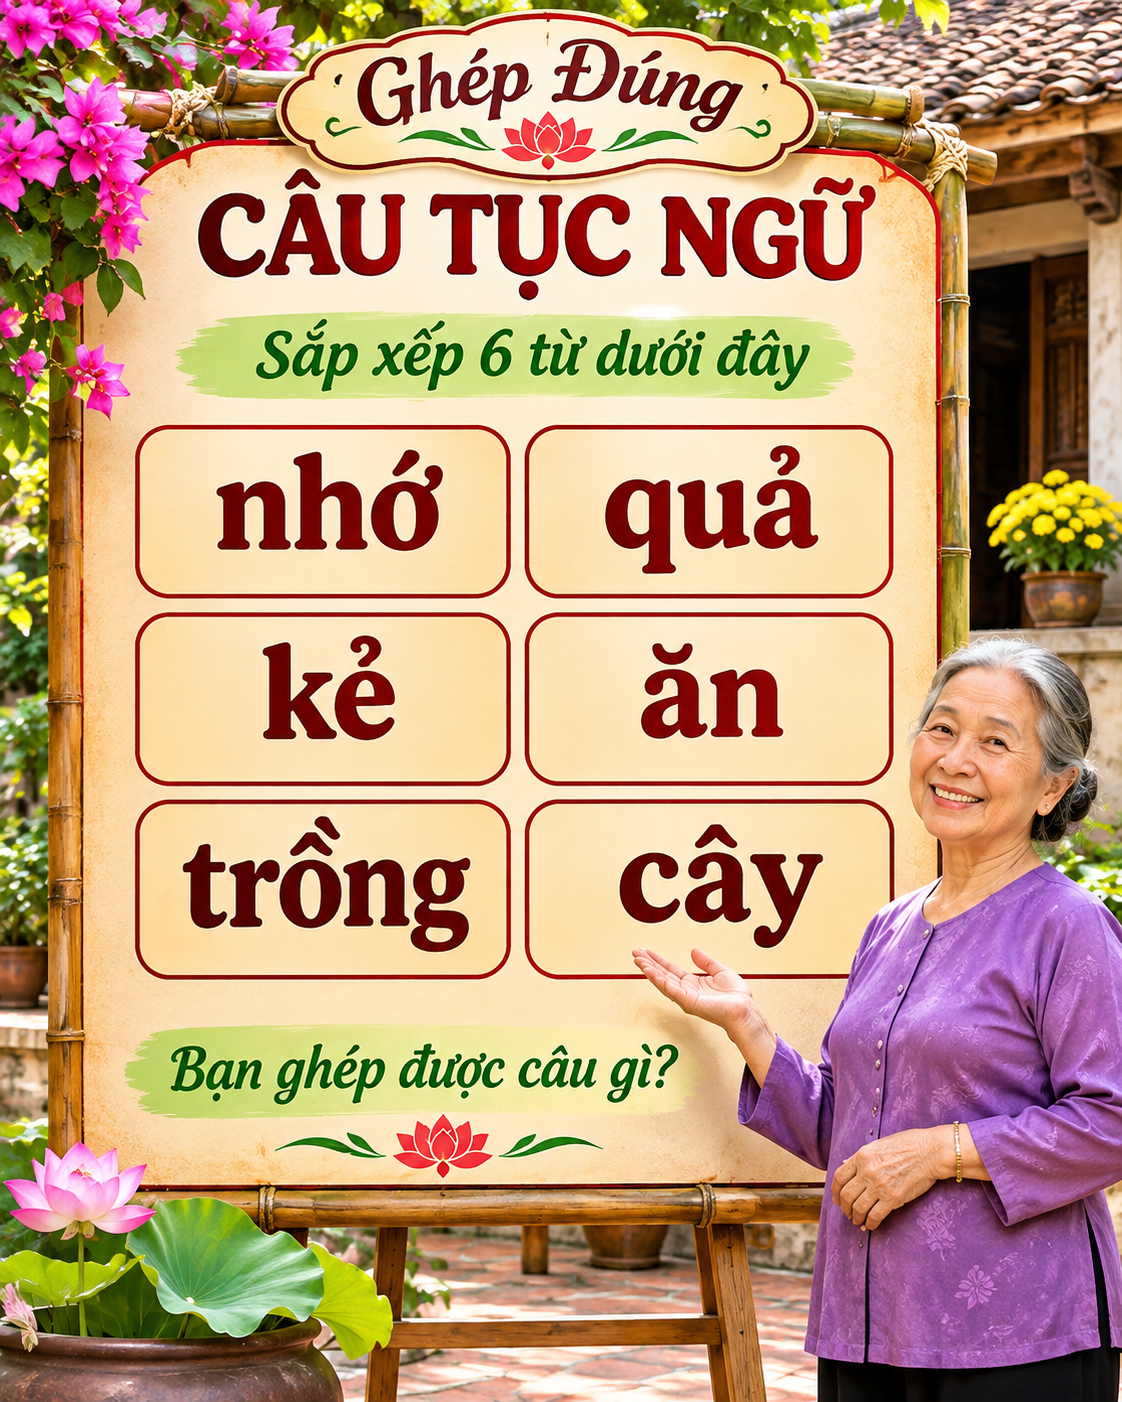 Ghép Đúng
CÂU TỤC NGỮ
Sắp xếp 6 từ dưới đây
nhớ quả
kẻ ăn
trồng cây
Bạn ghép được câu gì?